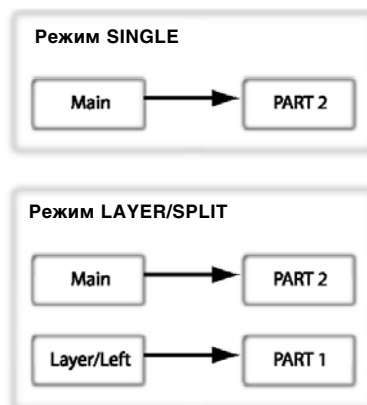 Режим SINGLE
Main PART 2
Режим LAYER/SPLIT
Main PART 2
Layer/Left PART 1